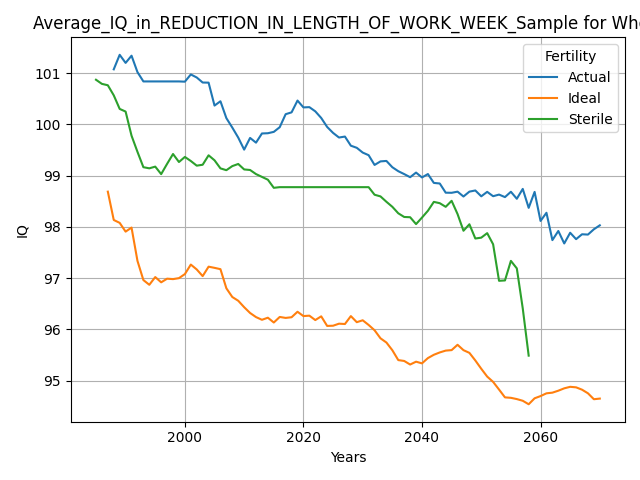 Average_IQ_in_REDUCTION_IN_LENGTH_OF_WORK_WEEK_Sample for
Fertility
Actual
Ideal
Sterile
101
100
99
98
97
96
95
IQ
2000
2020
2040
2060
Years